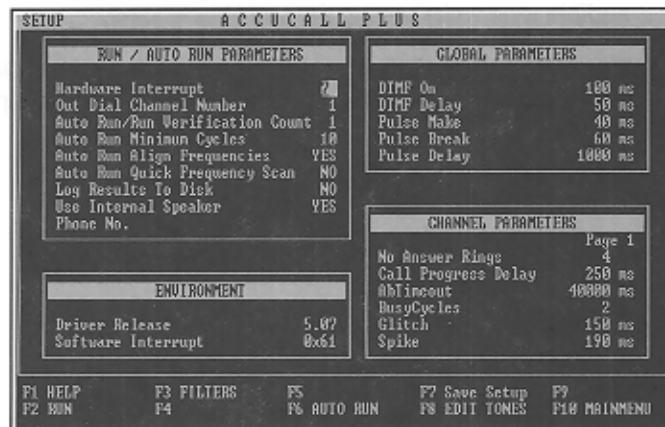 SETUP ACCUCALL PLUS
RUN / AUTO RUN PARAMETERS
Hardware Interrupt 7
Out Dial Channel Number 1
Auto Run/Run Verification Count 1
Auto Run Minimum Cycles 10
Auto Run Align Frequencies YES
Auto Run Quick Frequency Scan NO
Log Results To Disk NO
Use Internal Speaker YES
Phone No.
ENVIRONMENT
Driver Release 5.07
Software Interrupt 0x61
GLOBAL PARAMETERS
DTMF On 100 ms
DTMF Delay 50 ms
Pulse Make 40 ms
Pulse Break 60 ms
Pulse Delay 1000 ms
CHANNEL PARAMETERS
Page 1
No Answer Rings 4
Call Progress Delay 250 ms
AbTimeout 40000 ms
BusyCycles 2
Glitch 150 ms
Spike 190 ms
F1 HELP F3 FILTERS F5 F7 Save Setup F9
F2 RUN F4 F6 AUTO RUN F8 EDIT TONES F10 MAINMENU